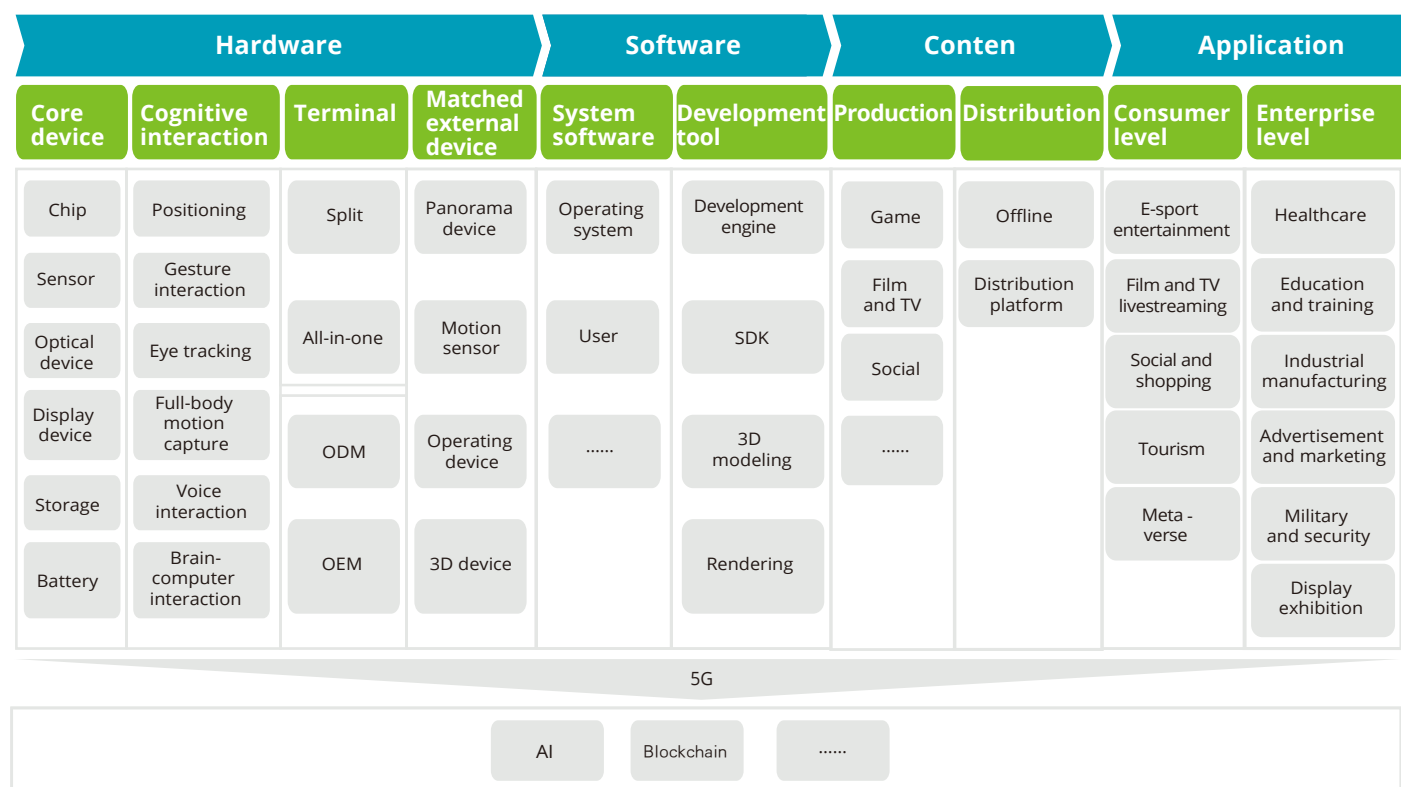 Hardware
Software
Conten
Application
Core
device
Cognitive
interaction
Terminal
Matched
external
device
System
software
Development
tool
Production
Distribution
Consumer
level
Enterprise
level
Chip
Sensor
Optical
device
Display
device
Storage
Battery
Positioning
Gesture
interaction
Eye tracking
Full-body
motion
capture
Voice
interaction
Brain-
computer
interaction
Split
All-in-one
ODM
OEM
Panorama
device
Motion
sensor
Operating
device
3D device
Operating
system
User
......
Development
engine
SDK
3D
modeling
Rendering
Game
Film
and TV
Social
......
Offline
Distribution
platform
E-sport
entertainment
Film and TV
livestreaming
Social and
shopping
Tourism
Meta -
verse
Healthcare
Education
and training
Industrial
manufacturing
Advertisement
and marketing
Military
and security
Display
exhibition
5G
AI
Blockchain
......